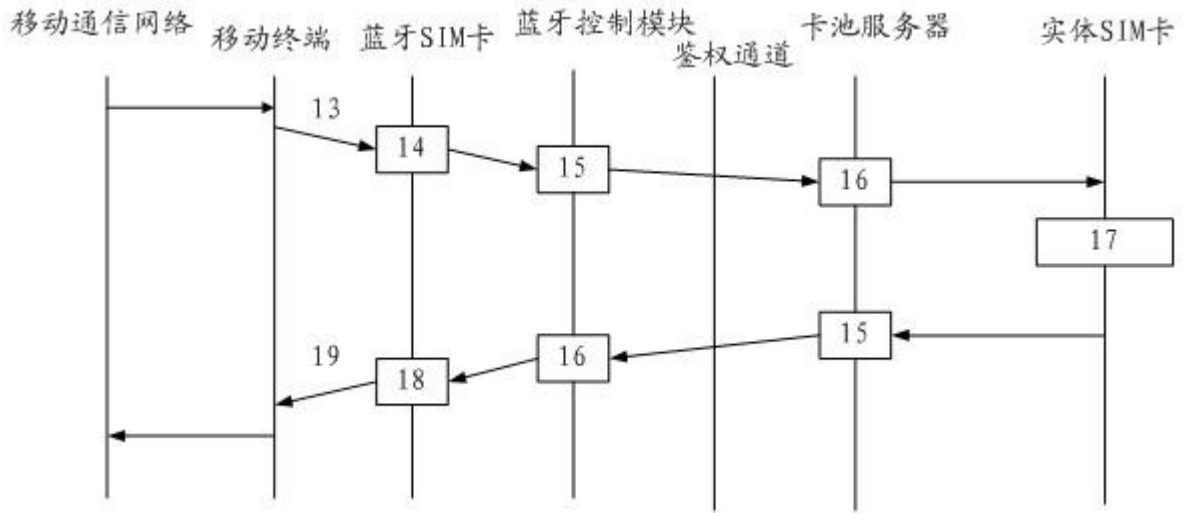 移动通信网络
移动终端
蓝牙SIM卡
蓝牙控制模块
鉴权通道
卡池服务器
实体SIM卡
13
14
15
16
17
15
16
18
19